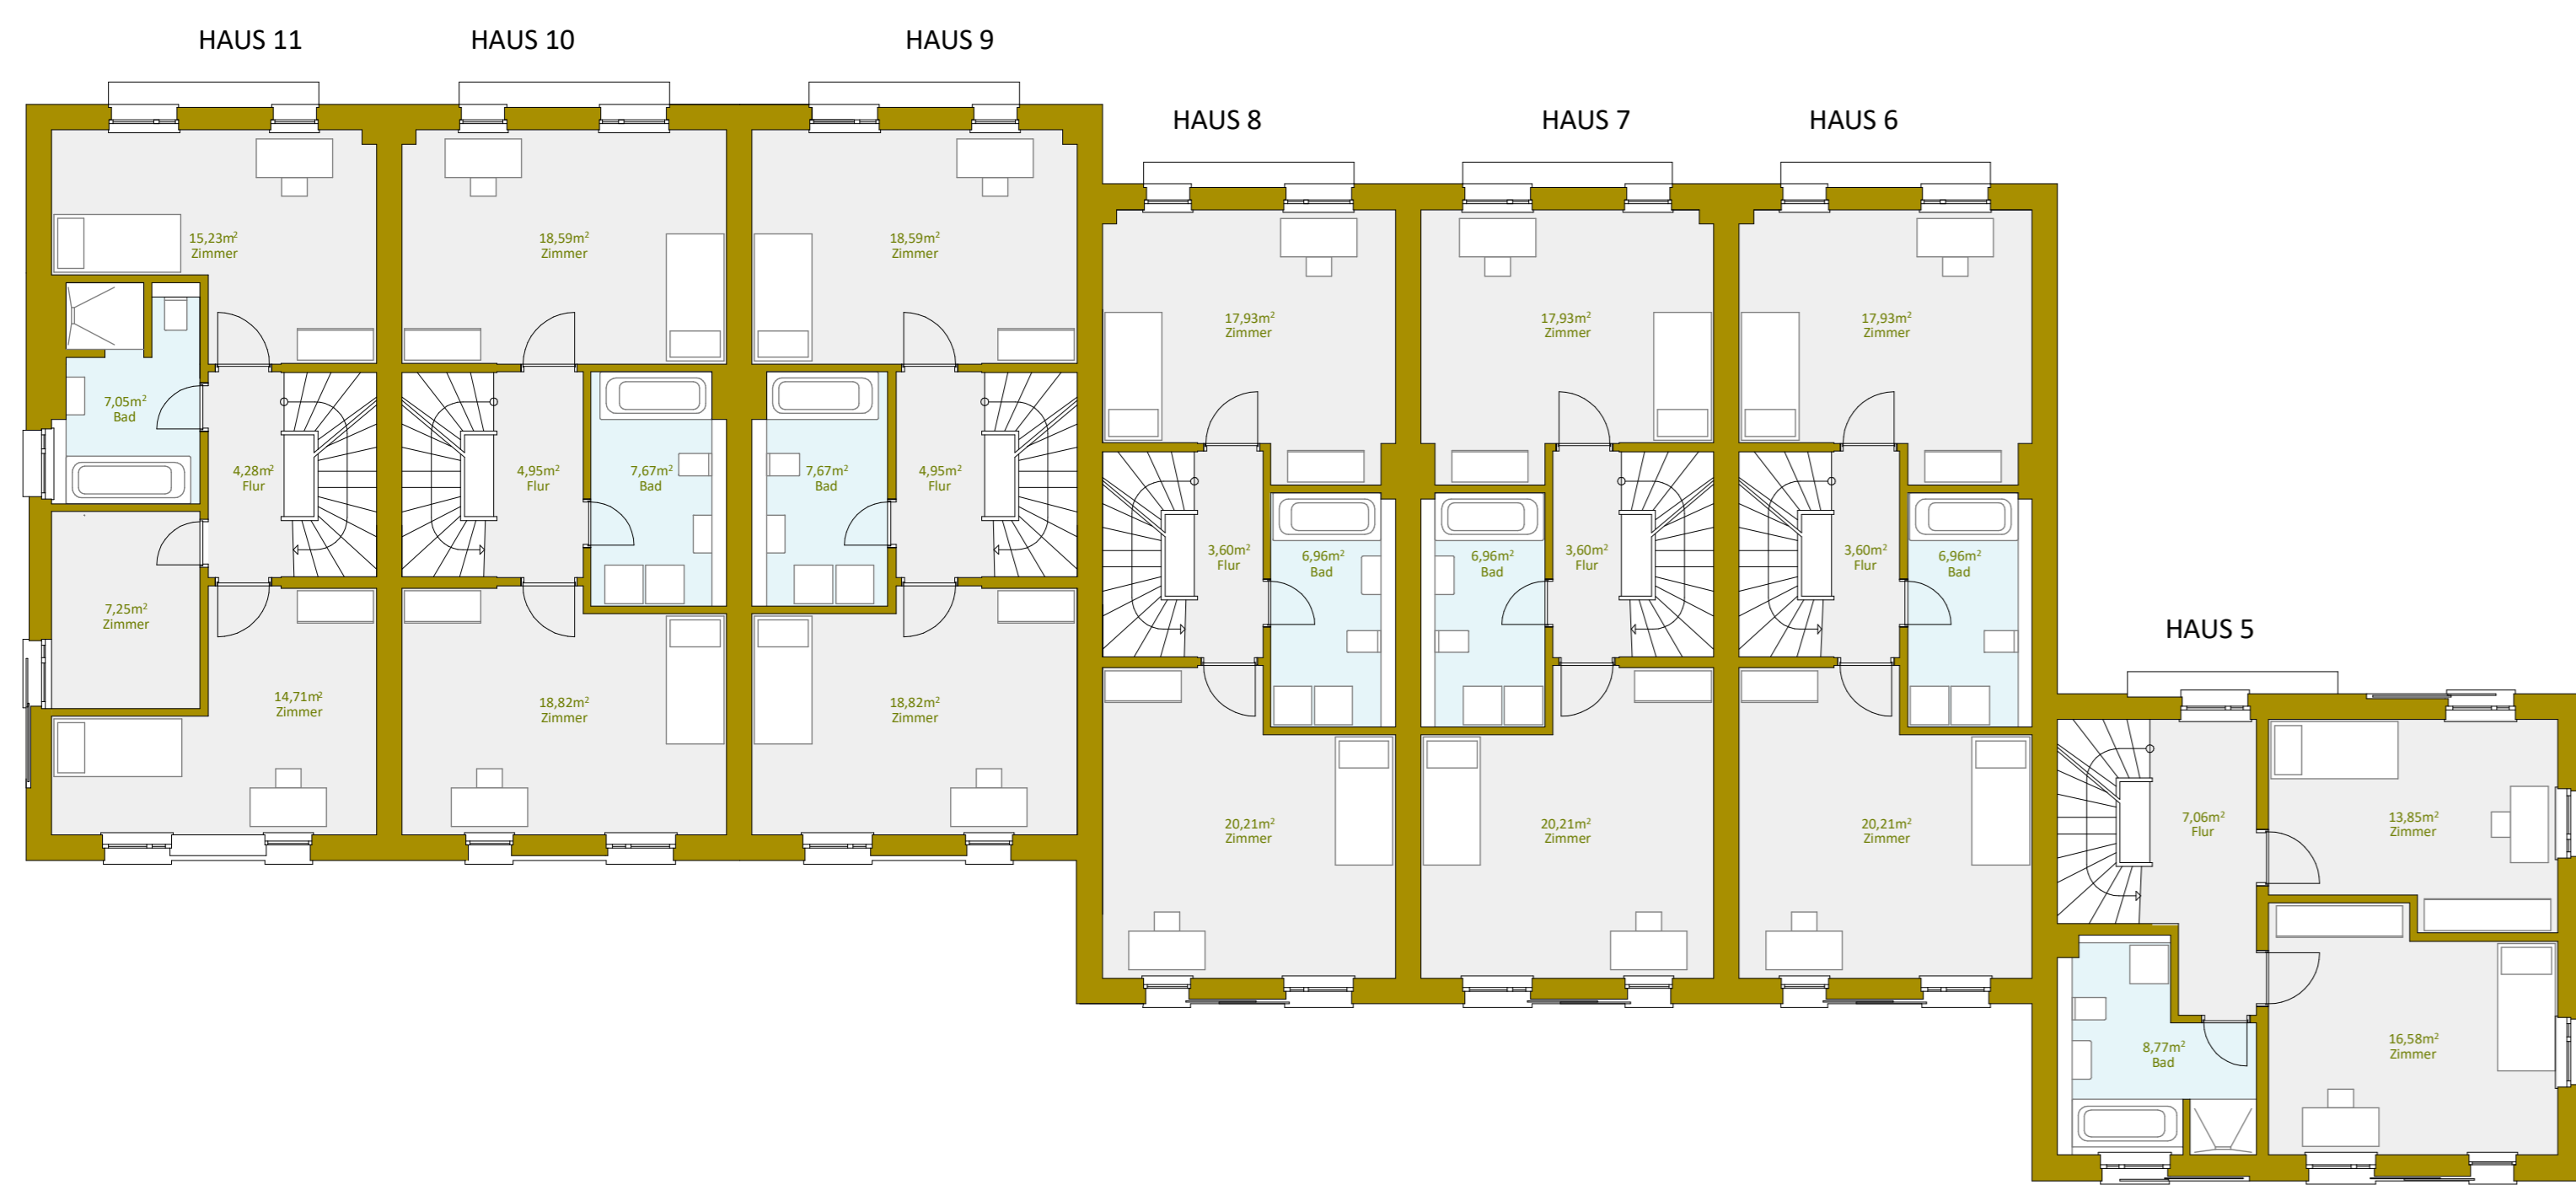 HAUS 11
HAUS 10
HAUS 9
HAUS 8
HAUS 7
HAUS 6
HAUS 5
15,23m²
Zimmer
7,05m²
Bad
4,28m²
Flur
7,25m²
Zimmer
14,71m²
Zimmer
18,59m²
Zimmer
4,95m²
Flur
7,67m²
Bad
18,82m²
Zimmer
18,59m²
Zimmer
7,67m²
Bad
4,95m²
Flur
18,82m²
Zimmer
17,93m²
Zimmer
3,60m²
Flur
6,96m²
Bad
20,21m²
Zimmer
17,93m²
Zimmer
6,96m²
Bad
3,60m²
Flur
20,21m²
Zimmer
17,93m²
Zimmer
3,60m²
Flur
6,96m²
Bad
20,21m²
Zimmer
7,06m²
Flur
13,85m²
Zimmer
8,77m²
Bad
16,58m²
Zimmer